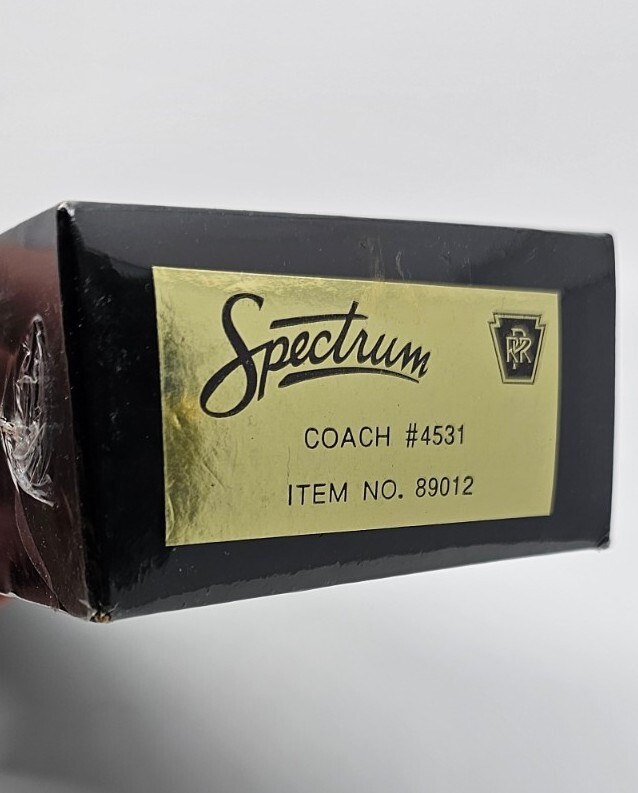 Spectrum
PRR
COACH #4531
ITEM NO. 89012